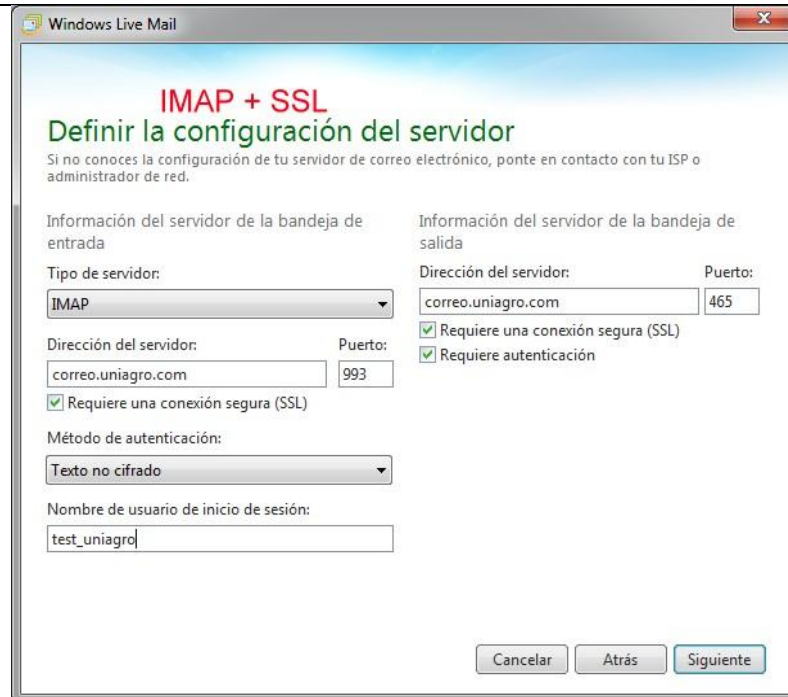 Windows Live Mail
IMAP + SSL
Definir la configuración del servidor
Si no conoces la configuración de tu servidor de correo electrónico, ponte en contacto con tu ISP o
administrador de red.
Información del servidor de la bandeja de
entrada
Tipo de servidor:
IMAP
Dirección del servidor:
Puerto:
correo.uniagro.com
993
Requiere una conexión segura (SSL)
Método de autenticación:
Texto no cifrado
Nombre de usuario de inicio de sesión:
test_uniagro
Información del servidor de la bandeja de
salida
Dirección del servidor:
Puerto:
correo.uniagro.com
465
Requiere una conexión segura (SSL)
Requiere autenticación
Cancelar
Atrás
Siguiente